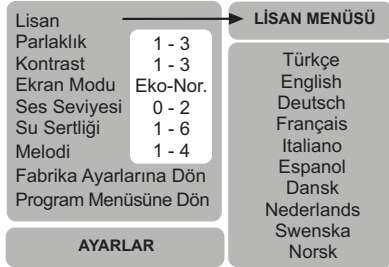 Lisan
Parlaklık 1 - 3
Kontrast 1 - 3
Ekran Modu Eko-Nor.
Ses Seviyesi 0 - 2
Su Sertliği 1 - 6
Melodi 1 - 4
Fabrika Ayarlarına Dön
Program Menüsüne Dön
AYARLAR
LİSAN MENÜSÜ
Türkçe
English
Deutsch
Français
Italiano
Espanol
Dansk
Nederlands
Swenska
Norsk